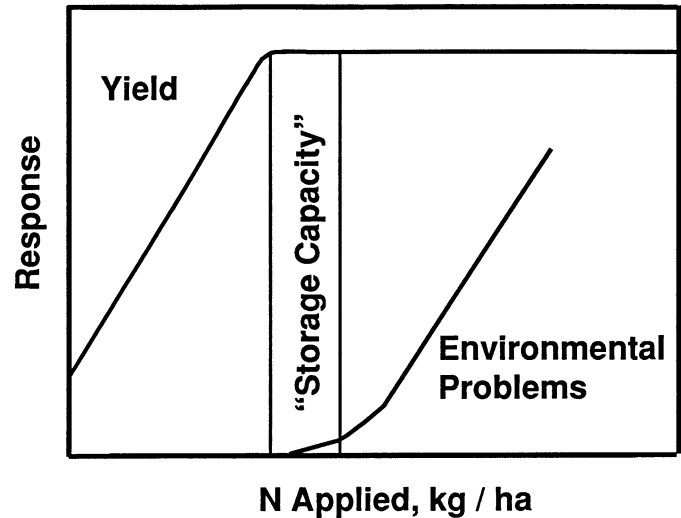 Yield
Response
“Storage Capacity”
Environmental
Problems
N Applied, kg / ha